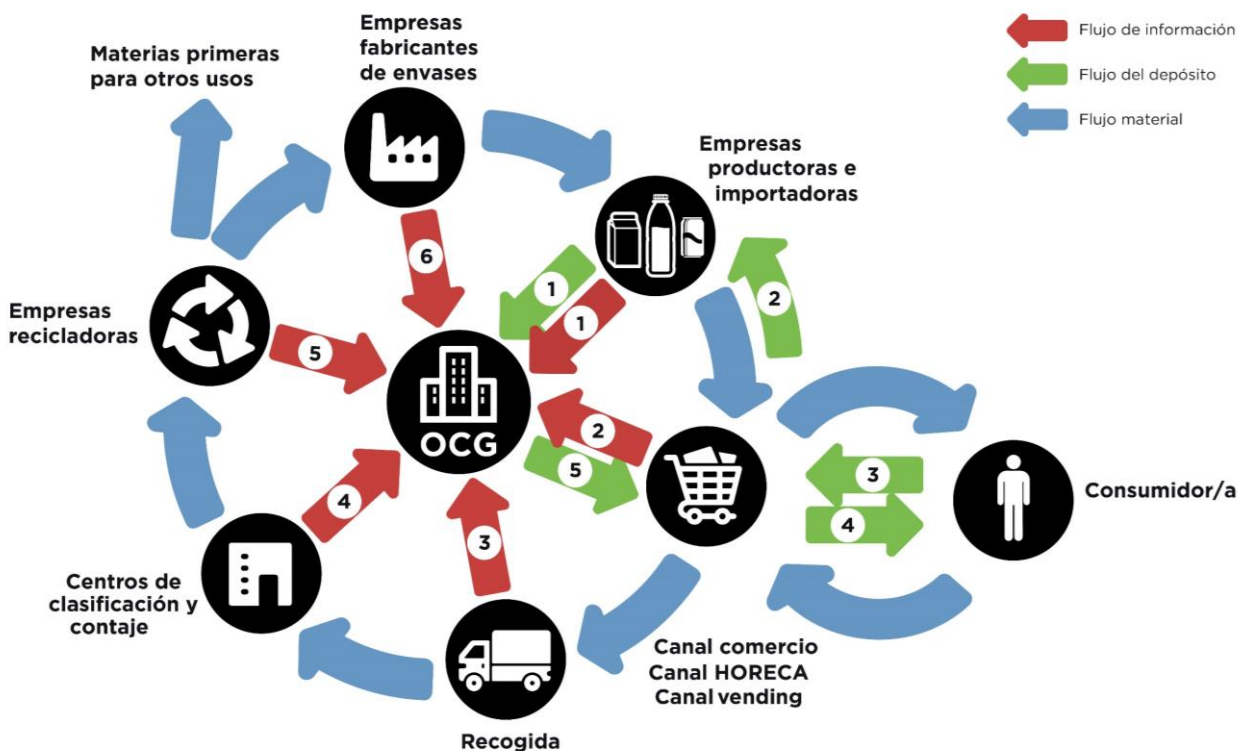 Empresas
fabricantes
de envases
Materias primeras
para otros usos
Flujo de información
Flujo del depósito
Flujo material
Empresas
productoras e
importadoras
6
1
1
2
Empresas
recicladoras
5
OCG
2
5
3
4
Consumidor/a
4
3
Centros de
clasificación y
contaje
Canal comercio
Canal HORECA
Canal vending
Recogida